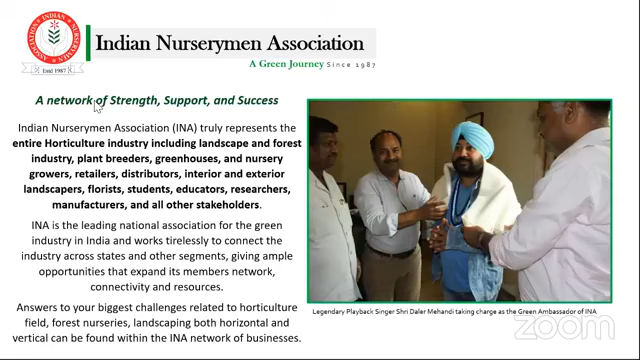 INDIAN NURSERYMEN ASSOCIATION
Estd 1987
Indian Nurserymen Association
A Green Journey Since 1987
A network of Strength, Support, and Success
Indian Nurserymen Association (INA) truly represents the
entire Horticulture industry including landscape and forest
industry, plant breeders, greenhouses, and nursery
growers, retailers, distributors, interior and exterior
landscapers, florists, students, educators, researchers,
manufacturers, and all other stakeholders.
INA is the leading national association for the green
industry in India and works tirelessly to connect the
industry across states and other segments, giving ample
opportunities that expand its members network,
connectivity and resources.
Answers to your biggest challenges related to horticulture
field, forest nurseries, landscaping both horizontal and
vertical can be found within the INA network of businesses.
Legendary Playback Singer Shri Daler Mehandi taking charge as the Green Ambassador of INA
zoom